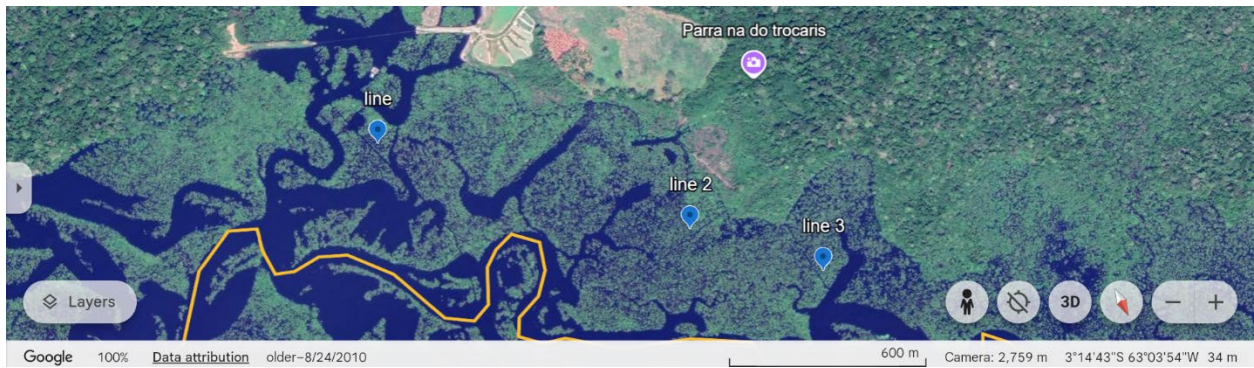 Parra na do trocaris
line
line 2
line 3
Layers
3D
Google 100% Data attribution older–8/24/2010 600 m Camera: 2,759 m 3°14'43"S 63°03'54"W 34 m